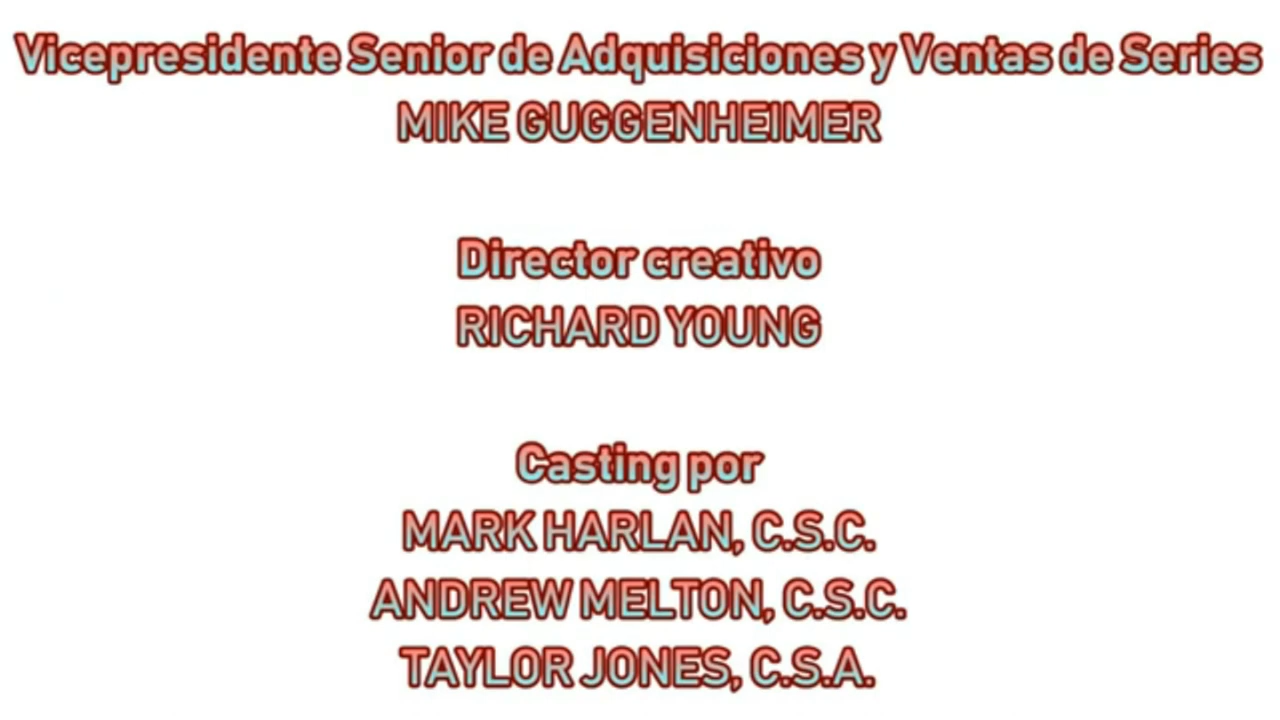 Vicepresidente Senior de Adquisiciones y Ventas de Series
MIKE GUGGENHEIMER
Director creativo
RICHARD YOUNG
Casting por
MARK HARLAN, C.S.C.
ANDREW MELTON, C.S.C.
TAYLOR JONES, C.S.A.